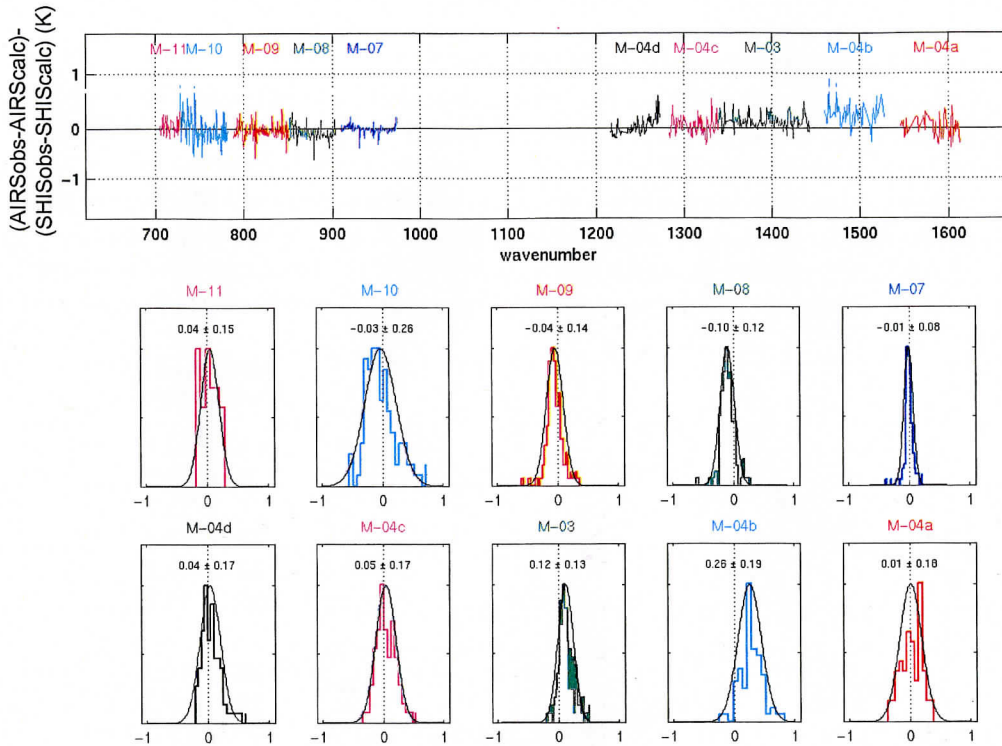 (AIRSobs-AIRScalc)-
(SHISobs-SHIScalc) (K)
M-11 M-10 M-09 M-08 M-07 M-04d M-04c M-03 M-04b M-04a
1
0
-1
700 800 900 1000 1100 1200 1300 1400 1500 1600
wavenumber
M-11 M-10 M-09 M-08 M-07
0.04 ± 0.15 -0.03 ± 0.26 -0.04 ± 0.14 -0.10 ± 0.12 -0.01 ± 0.08
-1 0 1 -1 0 1 -1 0 1 -1 0 1 -1 0 1
M-04d M-04c M-03 M-04b M-04a
0.04 ± 0.17 0.05 ± 0.17 0.12 ± 0.13 0.26 ± 0.19 0.01 ± 0.18
-1 0 1 -1 0 1 -1 0 1 -1 0 1 -1 0 1